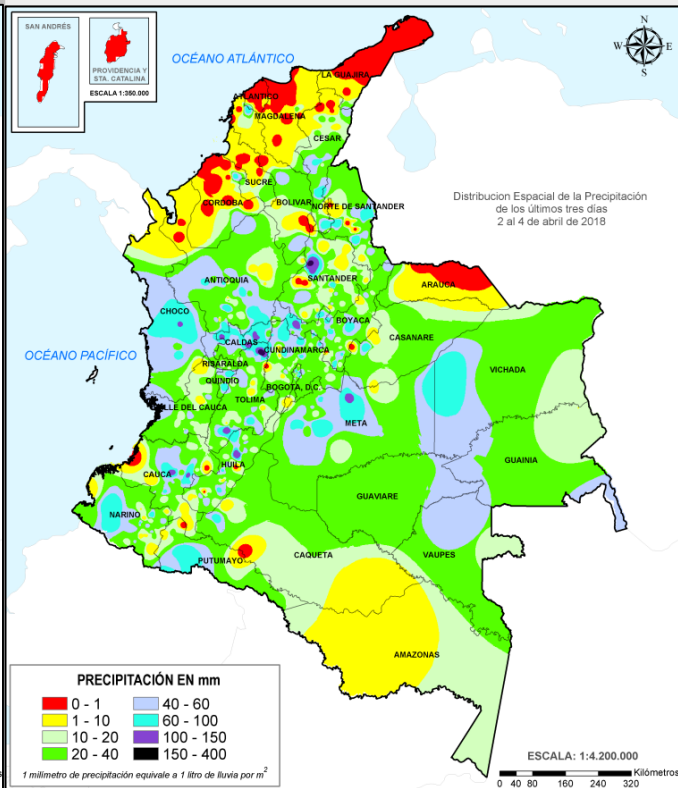 SAN ANDRÉS
PROVIDENCIA Y
STA. CATALINA
ESCALA 1:350.000
N
W
E
S
OCÉANO ATLÁNTICO
LA GUAJIRA
ATLANTICO
MAGDALENA
CESAR
SUCRE
CORDOBA
BOLIVAR
NORTE DE SANTANDER
Distribucion Espacial de la Precipitación
de los últimos tres días
2 al 4 de abril de 2018
ANTIOQUIA
SANTANDER
ARAUCA
CHOCO
BOYACA
CASANARE
CALDAS
CUNDINAMARCA
OCÉANO PACÍFICO
RISARALDA
VICHADA
QUINDIO
BOGOTA, D.C.
TOLIMA
VALLE DEL CAUCA
META
GUAINIA
HUILA
CAUCA
GUAVIARE
NARINO
PUTUMAYO
CAQUETA
VAUPES
AMAZONAS
PRECIPITACIÓN EN mm
0 - 1
40 - 60
1 - 10
60 - 100
10 - 20
100 - 150
20 - 40
150 - 400
1 milímetro de precipitación equivale a 1 litro de lluvia por m²
ESCALA: 1:4.200.000
Kilómetros
0 40 80 160 240 320